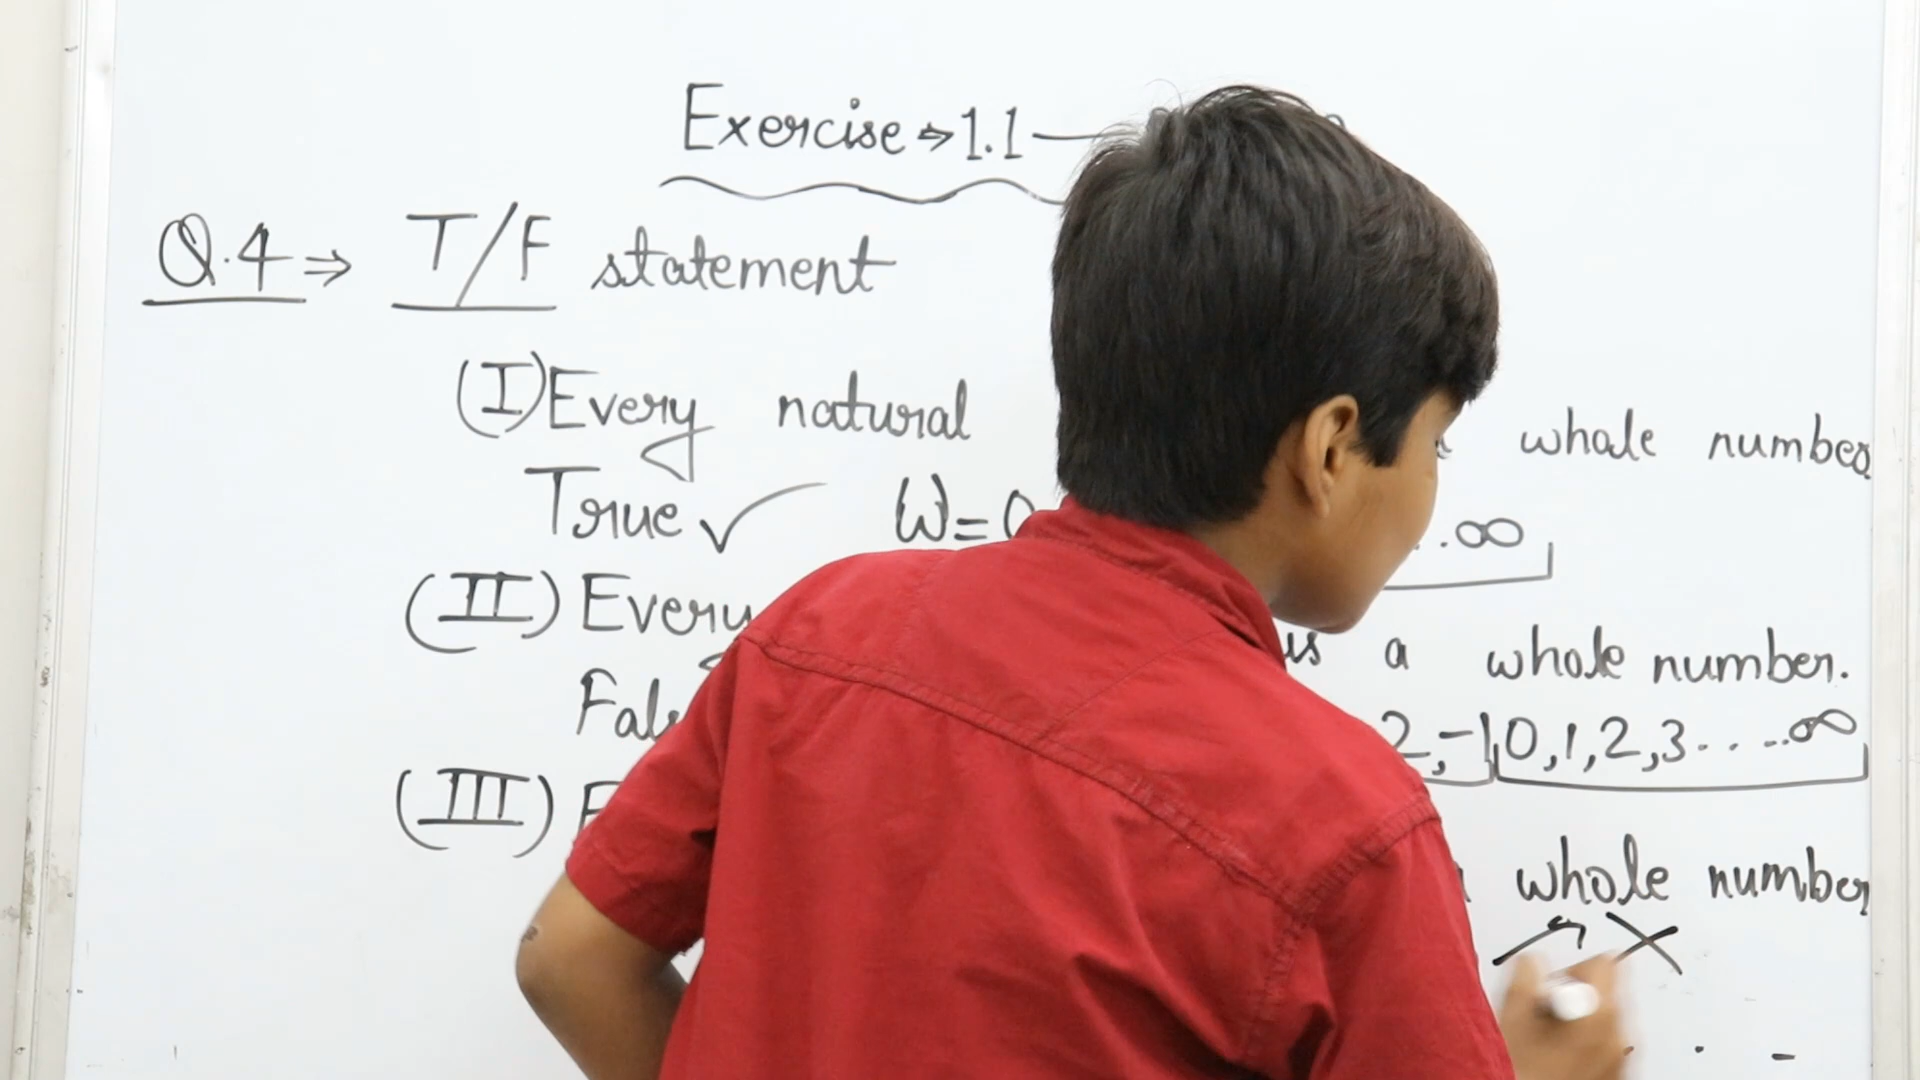 Exercise → 1.1 —
Q.4 ⇒ T/F statement
(I) Every natural whole number
True ✓ W=0 ..∞
(II) Every is a whole number.
2,-1,0,1,2,3.....∞
(III) whole number